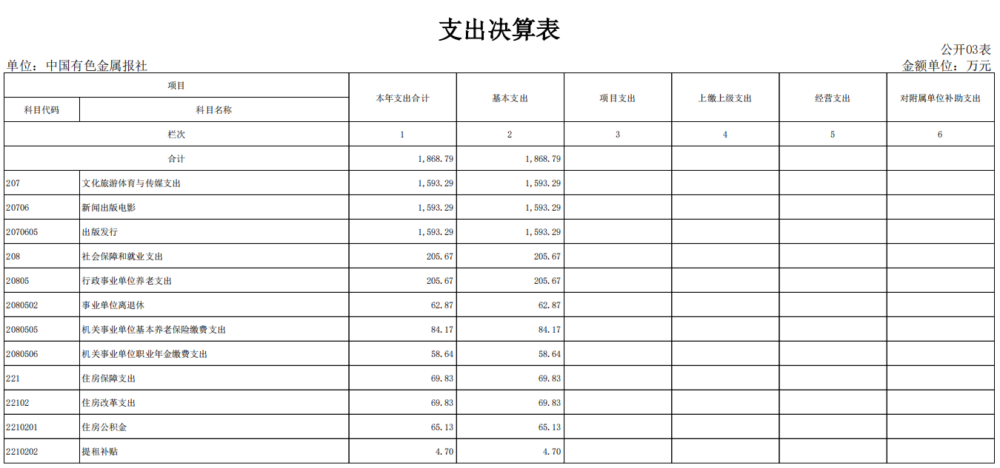 支出决算表
公开03表
单位：中国有色金属报社 金额单位：万元
项目 本年支出合计 基本支出 项目支出 上缴上级支出 经营支出 对附属单位补助支出
科目代码 科目名称
栏次 1 2 3 4 5 6
合计 1,868.79 1,868.79
207 文化旅游体育与传媒支出 1,593.29 1,593.29
20706 新闻出版电影 1,593.29 1,593.29
2070605 出版发行 1,593.29 1,593.29
208 社会保障和就业支出 205.67 205.67
20805 行政事业单位养老支出 205.67 205.67
2080502 事业单位离退休 62.87 62.87
2080505 机关事业单位基本养老保险缴费支出 84.17 84.17
2080506 机关事业单位职业年金缴费支出 58.64 58.64
221 住房保障支出 69.83 69.83
22102 住房改革支出 69.83 69.83
2210201 住房公积金 65.13 65.13
2210202 提租补贴 4.70 4.70